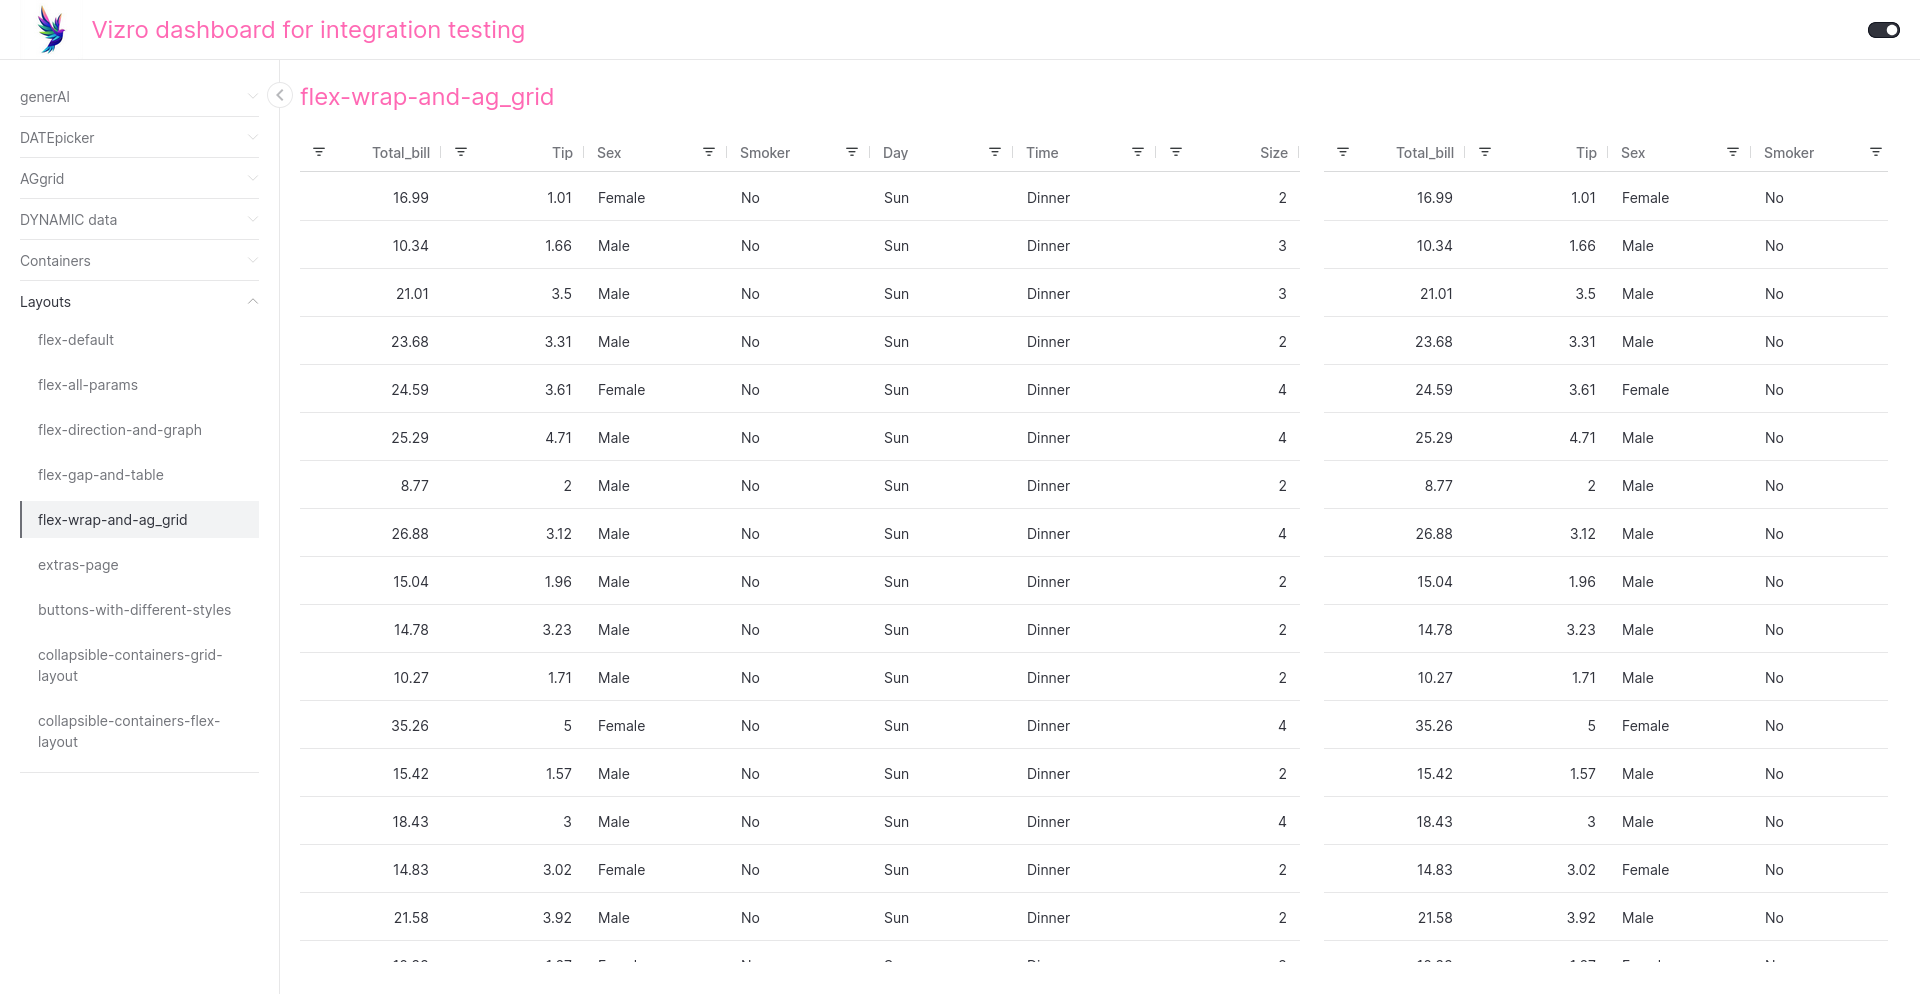 Vizro dashboard for integration testing
generAI
DATEpicker
AGgrid
DYNAMIC data
Containers
Layouts
flex-default
flex-all-params
flex-direction-and-graph
flex-gap-and-table
flex-wrap-and-ag_grid
extras-page
buttons-with-different-styles
collapsible-containers-grid-
layout
collapsible-containers-flex-
layout
flex-wrap-and-ag_grid
Total_bill Tip Sex Smoker Day Time Size
16.99 1.01 Female No Sun Dinner 2
10.34 1.66 Male No Sun Dinner 3
21.01 3.5 Male No Sun Dinner 3
23.68 3.31 Male No Sun Dinner 2
24.59 3.61 Female No Sun Dinner 4
25.29 4.71 Male No Sun Dinner 4
8.77 2 Male No Sun Dinner 2
26.88 3.12 Male No Sun Dinner 4
15.04 1.96 Male No Sun Dinner 2
14.78 3.23 Male No Sun Dinner 2
10.27 1.71 Male No Sun Dinner 2
35.26 5 Female No Sun Dinner 4
15.42 1.57 Male No Sun Dinner 2
18.43 3 Male No Sun Dinner 4
14.83 3.02 Female No Sun Dinner 2
21.58 3.92 Male No Sun Dinner 2
Total_bill Tip Sex Smoker
16.99 1.01 Female No
10.34 1.66 Male No
21.01 3.5 Male No
23.68 3.31 Male No
24.59 3.61 Female No
25.29 4.71 Male No
8.77 2 Male No
26.88 3.12 Male No
15.04 1.96 Male No
14.78 3.23 Male No
10.27 1.71 Male No
35.26 5 Female No
15.42 1.57 Male No
18.43 3 Male No
14.83 3.02 Female No
21.58 3.92 Male No